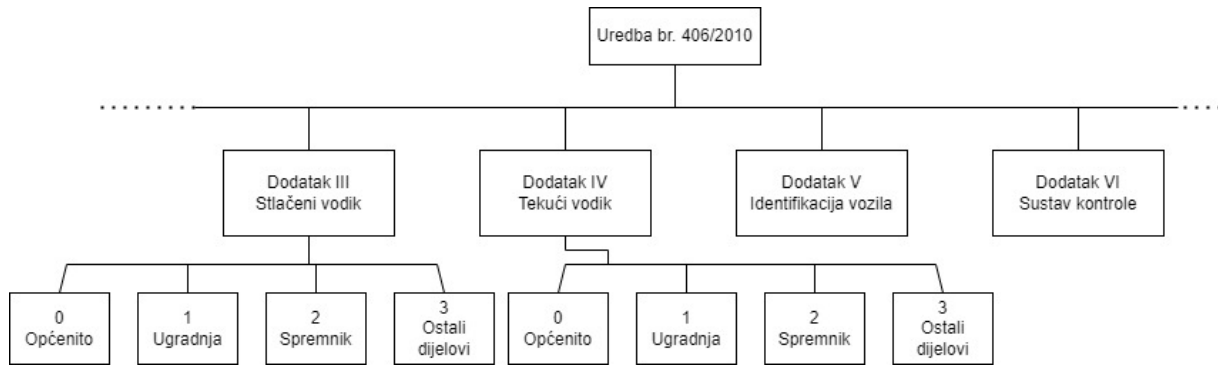 Uredba br. 406/2010
Dodatak III
Stlačeni vodik
Dodatak IV
Tekući vodik
Dodatak V
Identifikacija vozila
Dodatak VI
Sustav kontrole
0
Općenito
1
Ugradnja
2
Spremnik
3
Ostali
dijelovi
0
Općenito
1
Ugradnja
2
Spremnik
3
Ostali
dijelovi